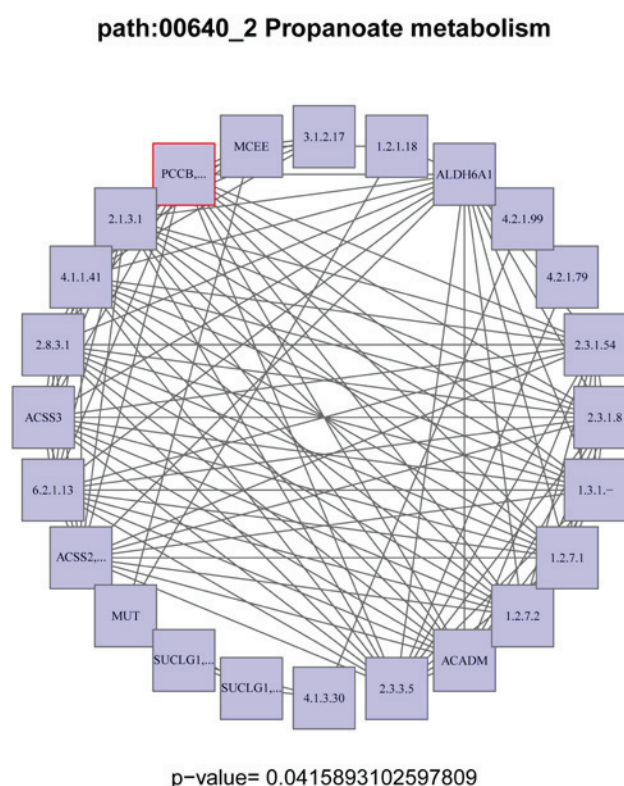 path:00640_2 Propanoate metabolism
3.1.2.17
MCEE
1.2.1.18
PCCB,...
ALDH6A1
2.1.3.1
4.2.1.99
4.1.1.41
4.2.1.79
2.8.3.1
2.3.1.54
ACSS3
2.3.1.8
6.2.1.13
1.3.1.−
ACSS2,...
1.2.7.1
MUT
1.2.7.2
SUCLG1,...
ACADM
SUCLG1,...
2.3.3.5
4.1.3.30
p−value= 0.0415893102597809